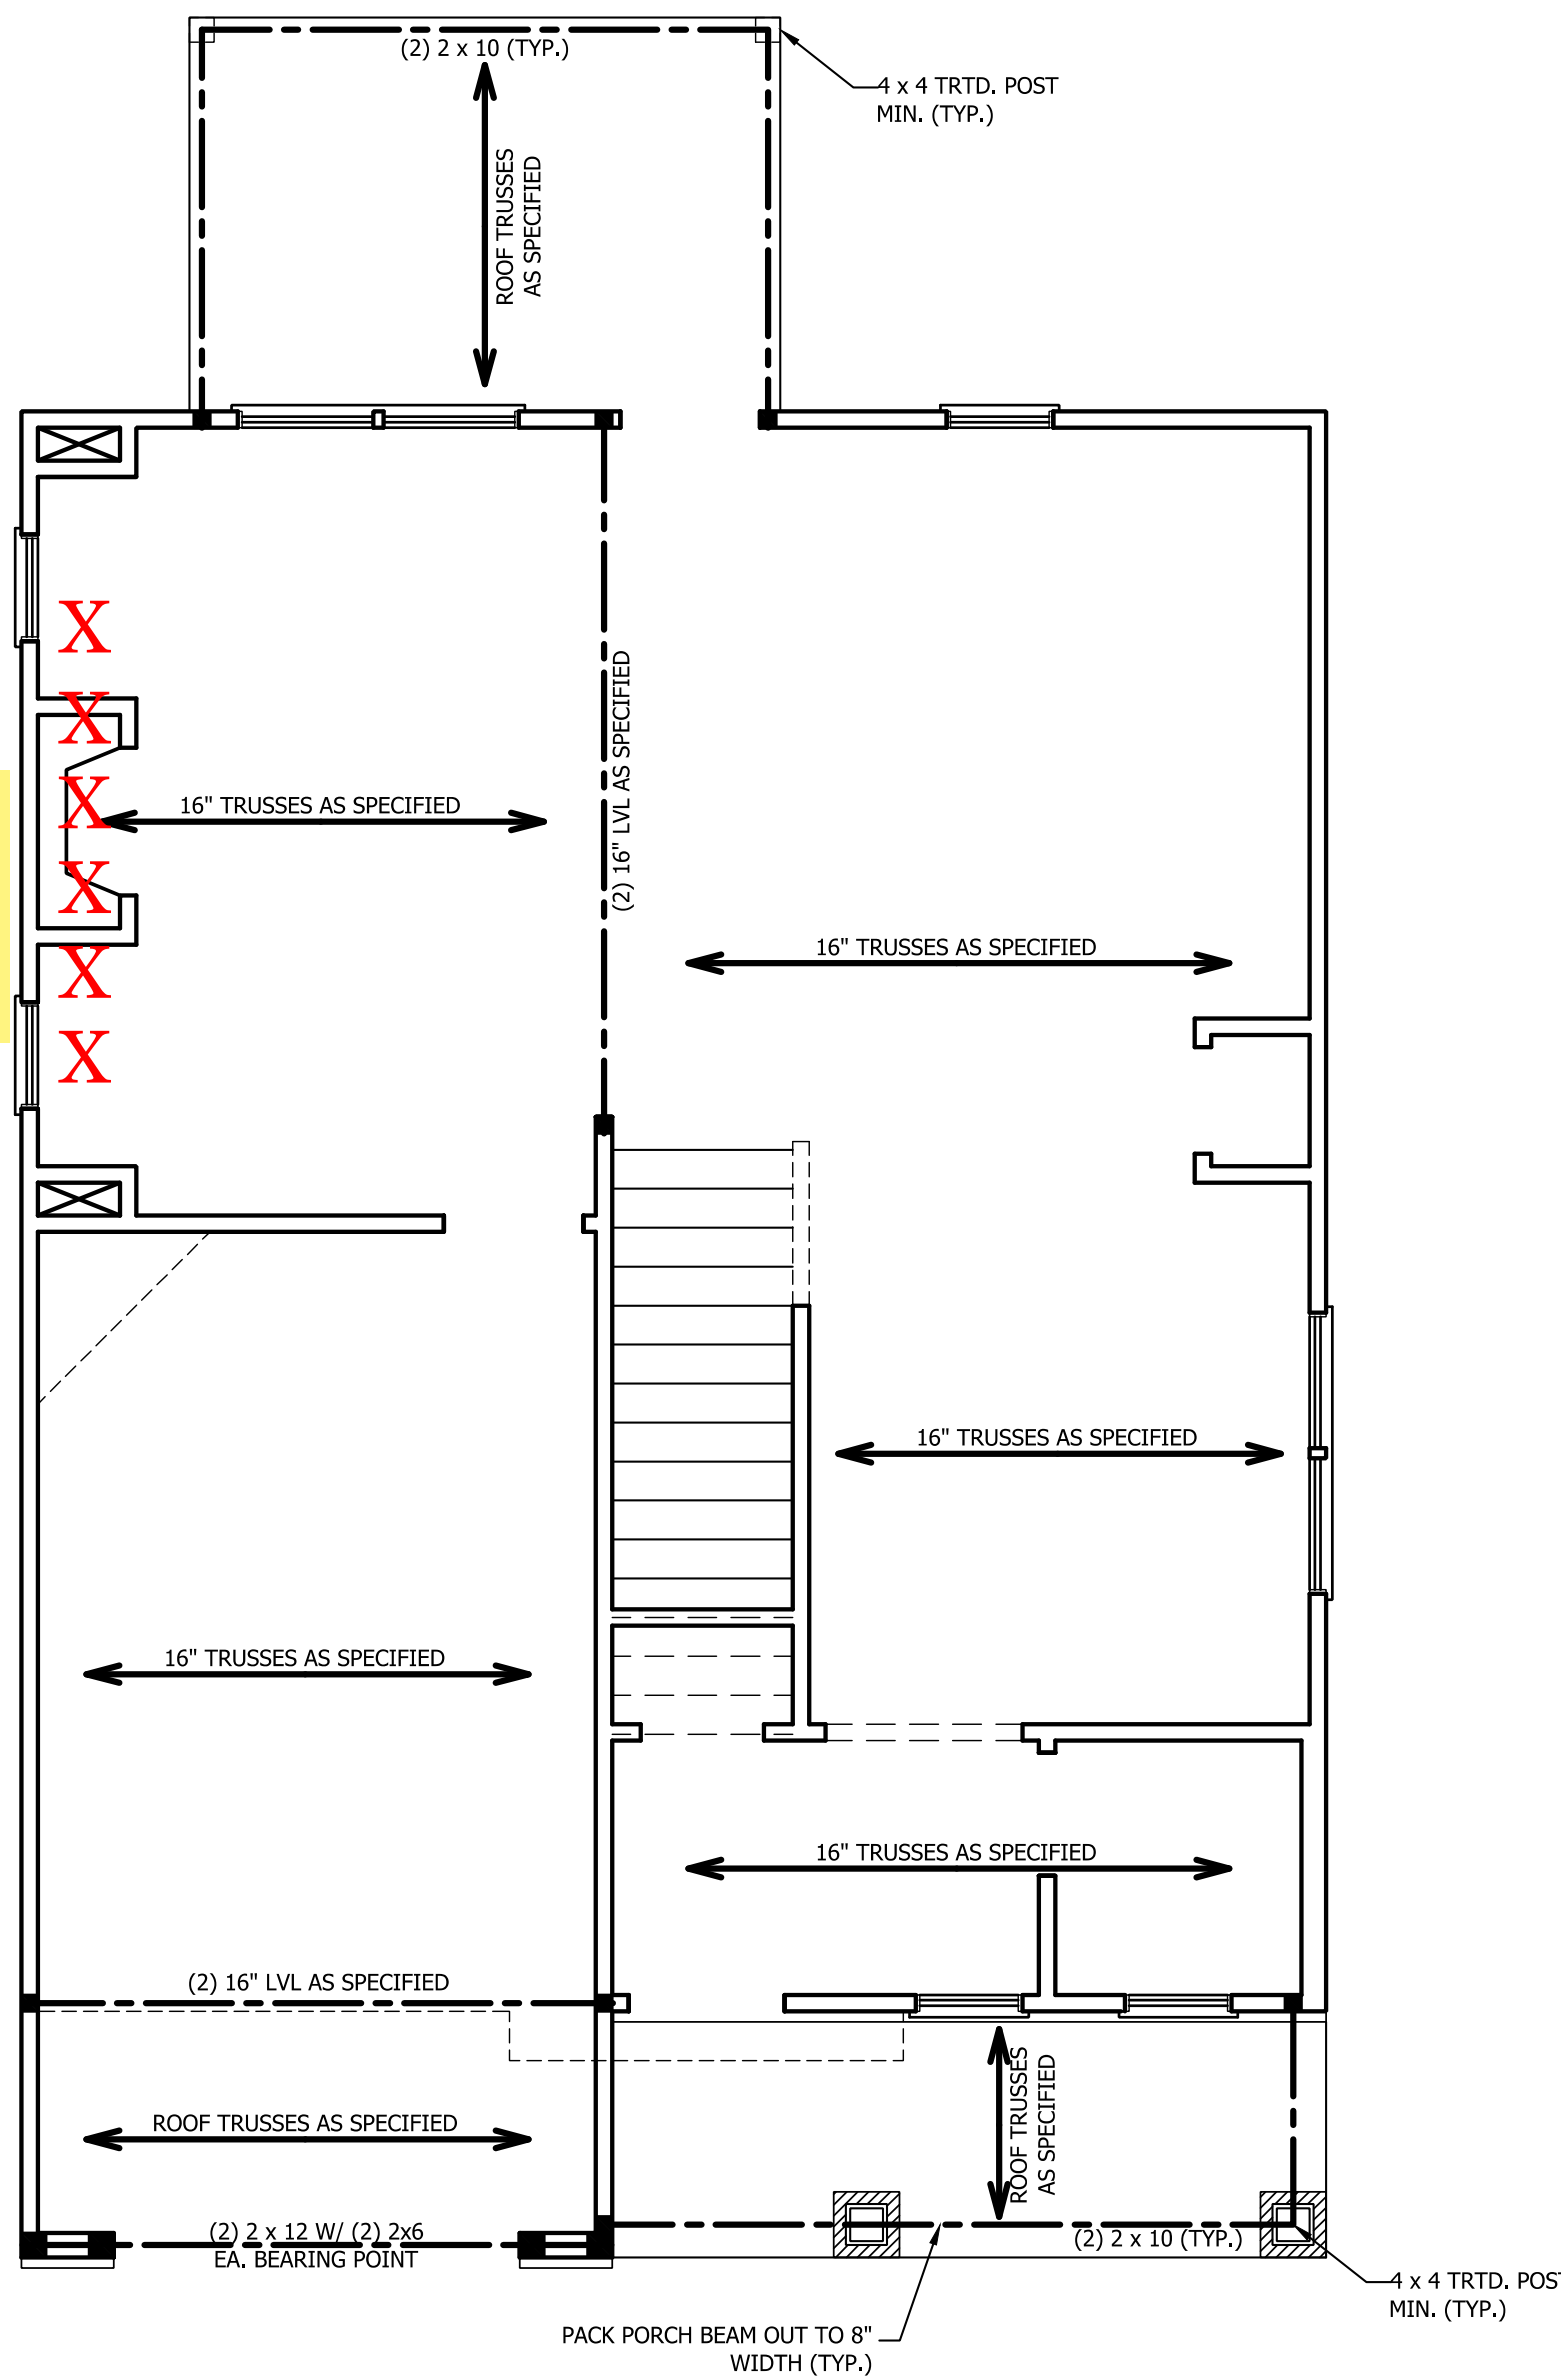 (2) 2 x 10 (TYP.)
4 x 4 TRTD. POST
MIN. (TYP.)
ROOF TRUSSES
AS SPECIFIED
X
X
X
X
X
X
16" TRUSSES AS SPECIFIED
(2) 16" LVL AS SPECIFIED
16" TRUSSES AS SPECIFIED
16" TRUSSES AS SPECIFIED
16" TRUSSES AS SPECIFIED
16" TRUSSES AS SPECIFIED
(2) 16" LVL AS SPECIFIED
ROOF TRUSSES AS SPECIFIED
ROOF TRUSSES
AS SPECIFIED
(2) 2 x 12 W/ (2) 2x6
EA. BEARING POINT
(2) 2 x 10 (TYP.)
4 x 4 TRTD. POS
MIN. (TYP.)
PACK PORCH BEAM OUT TO 8"
WIDTH (TYP.)